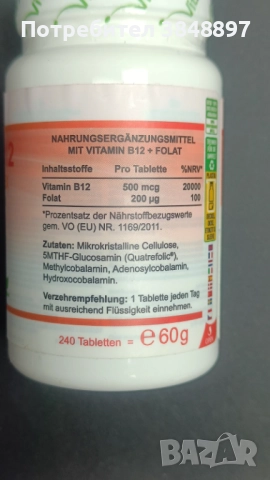 Потребител 3848897
NAHRUNGSERGÄNZUNGSMITTEL
MIT VITAMIN B12 + FOLAT
Inhaltsstoffe Pro Tablette %NRV*
Vitamin B12 500 mcg 20000
Folat 200 µg 100
*Prozentsatz der Nährstoffbezugswerte
gem. VO (EU) NR. 1169/2011.
Zutaten: Mikrokristalline Cellulose,
5MTHF-Glucosamin (Quatrefolic®),
Methylcobalamin, Adenosylcobalamin,
Hydroxocobalamin.
Verzehrempfehlung: 1 Tablette jeden Tag
mit ausreichend Flüssigkeit einnehmen.
240 Tabletten = ℮ 60g
2
bazar